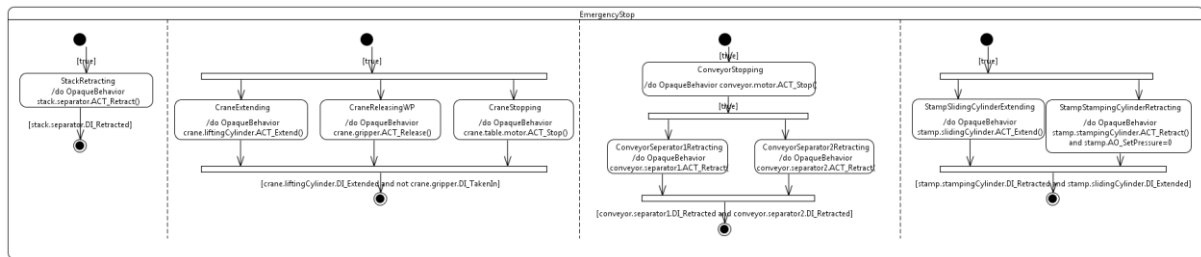 EmergencyStop
[true]
StackRetracting
/do OpaqueBehavior
stack.separator.ACT_Retract()
[stack.separator.DI_Retracted]
[true]
CraneExtending
/do OpaqueBehavior
crane.liftingCylinder.ACT_Extend()
CraneReleasingWP
/do OpaqueBehavior
crane.gripper.ACT_Release()
CraneStopping
/do OpaqueBehavior
crane.table.motor.ACT_Stop()
[crane.liftingCylinder.DI_Extended and not crane.gripper.DI_TakenIn]
[true]
ConveyorStopping
/do OpaqueBehavior conveyor.motor.ACT_Stop()
[true]
ConveyorSeperator1Retracting
/do OpaqueBehavior
conveyor.separator1.ACT_Retract()
ConveyorSeparator2Retracting
/do OpaqueBehavior
conveyor.separator2.ACT_Retract()
[conveyor.separator1.DI_Retracted and conveyor.separator2.DI_Retracted]
[true]
StampSlidingCylinderExtending
/do OpaqueBehavior
stamp.slidingCylinder.ACT_Extend()
StampStampingCylinderRetracting
/do OpaqueBehavior
stamp.stampingCylinder.ACT_Retract()
and stamp.AO_SetPressure=0
[stamp.stampingCylinder.DI_Retracted and stamp.slidingCylinder.DI_Extended]